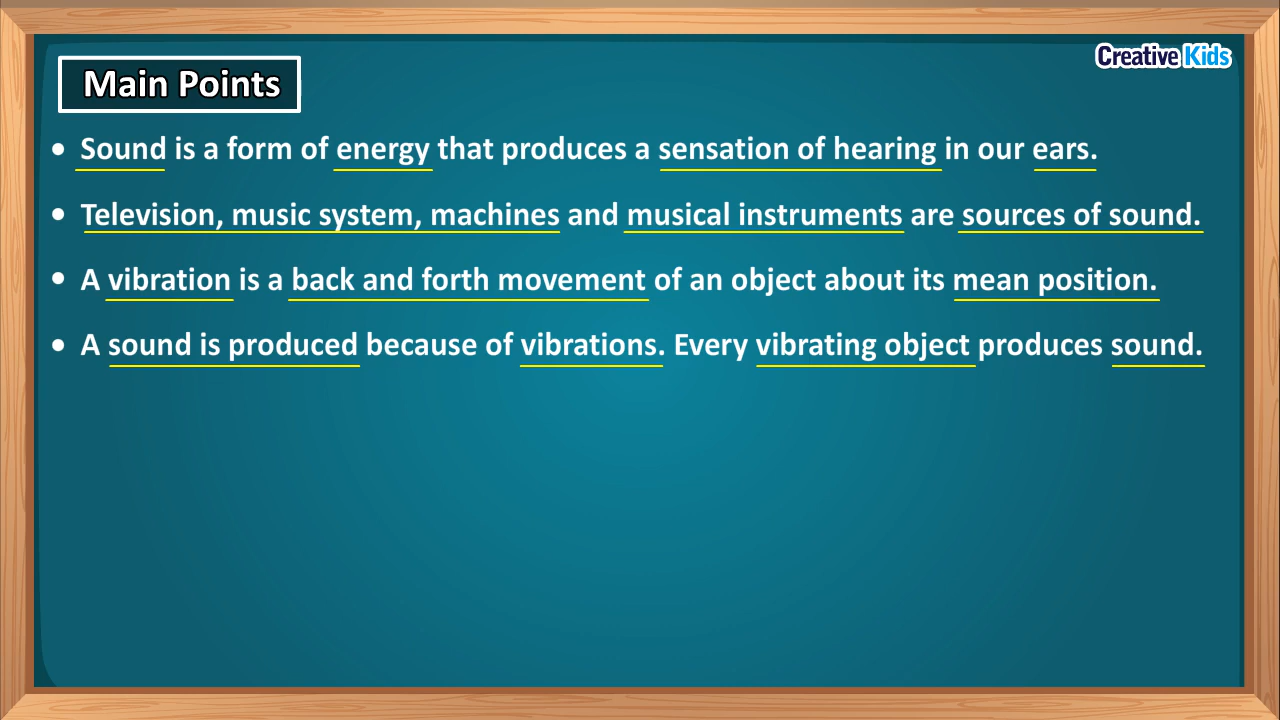 Creative Kids
Main Points
• Sound is a form of energy that produces a sensation of hearing in our ears.
• Television, music system, machines and musical instruments are sources of sound.
• A vibration is a back and forth movement of an object about its mean position.
• A sound is produced because of vibrations. Every vibrating object produces sound.